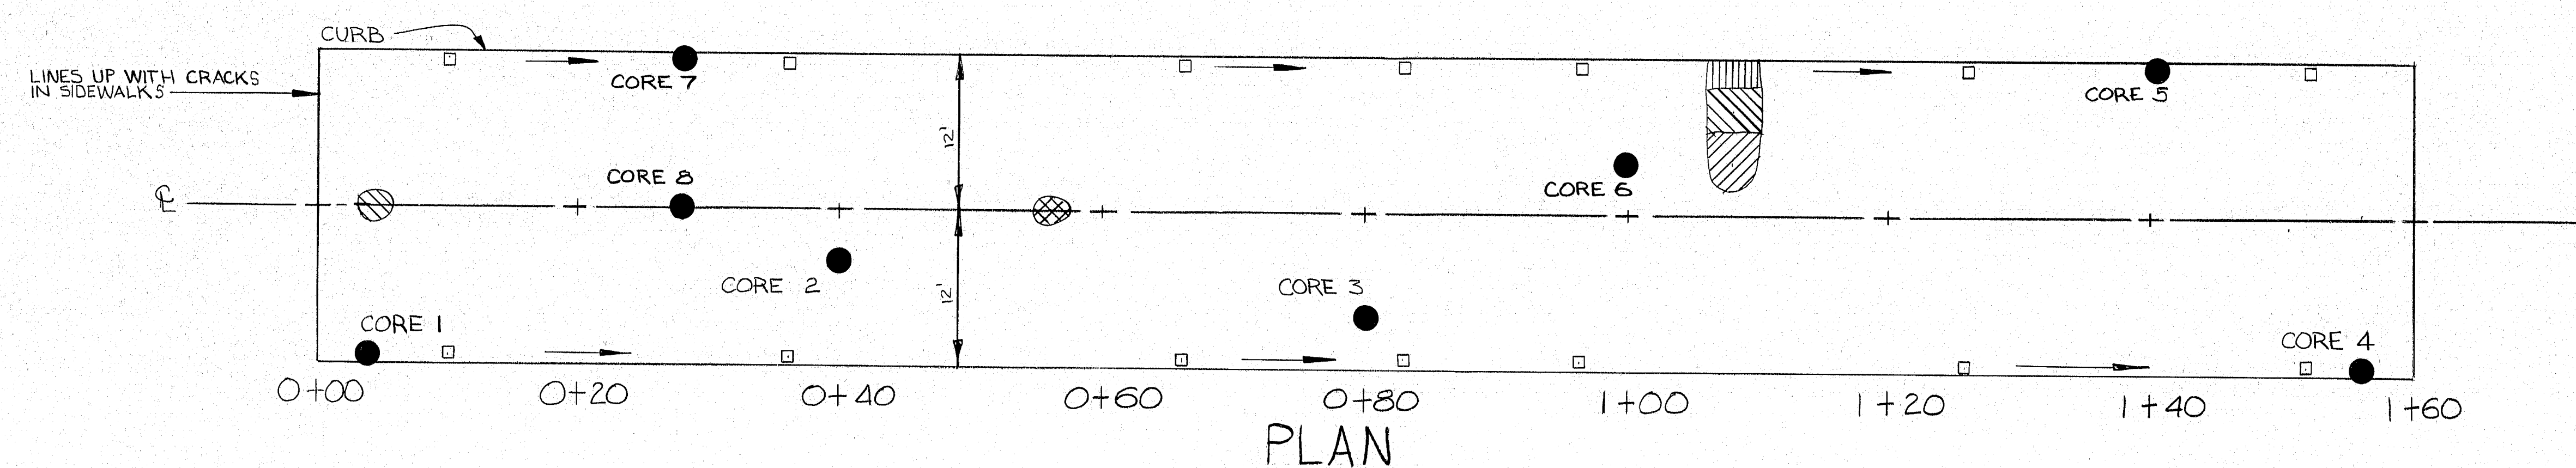 CURB
LINES UP WITH CRACKS
IN SIDEWALKS
CORE 7
CORE 5
12'
CORE 8
CORE 6
℄
CORE 2
12'
CORE 3
CORE 1
CORE 4
0+00
0+20
0+40
0+60
0+80
1+00
1+20
1+40
1+60
PLAN